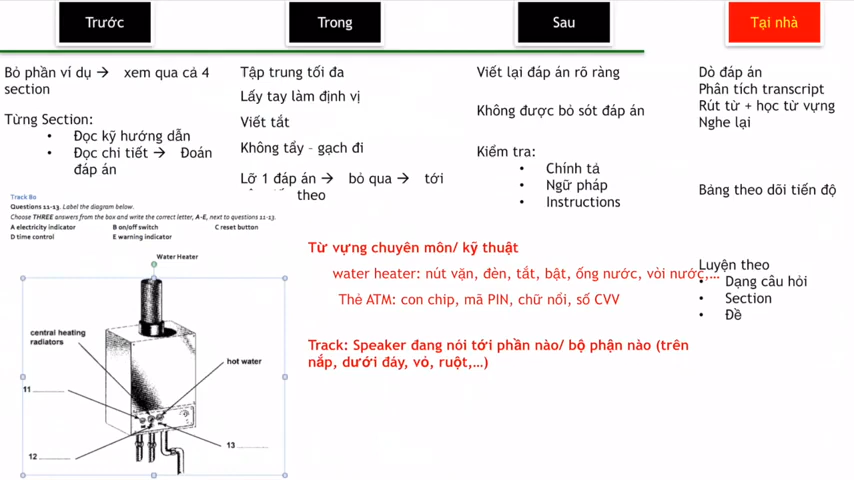 Trước
Trong
Sau
Tại nhà
Bỏ phần ví dụ → xem qua cả 4
section
Từng Section:
• Đọc kỹ hướng dẫn
• Đọc chi tiết → Đoán
đáp án
Tập trung tối đa
Lấy tay làm định vị
Viết tắt
Không tẩy – gạch đi
Lỡ 1 đáp án → bỏ qua → tới
theo
Viết lại đáp án rõ ràng
Không được bỏ sót đáp án
Kiểm tra:
• Chính tả
• Ngữ pháp
• Instructions
Dò đáp án
Phân tích transcript
Rút từ + học từ vựng
Nghe lại
Bảng theo dõi tiến độ
Luyện theo
• Dạng câu hỏi
• Section
• Đề
Track 80
Questions 11-13. Label the diagram below.
Choose THREE answers from the box and write the correct letter, A-E, next to questions 11-13.
A electricity indicator B on/off switch C reset button
D time control E warning indicator
Water Heater
central heating
radiators
hot water
11
12
13
Từ vựng chuyên môn/ kỹ thuật
water heater: nút vặn, đèn, tắt, bật, ống nước, vòi nước,…
Thẻ ATM: con chip, mã PIN, chữ nổi, số CVV
Track: Speaker đang nói tới phần nào/ bộ phận nào (trên
nắp, dưới đáy, vỏ, ruột,…)